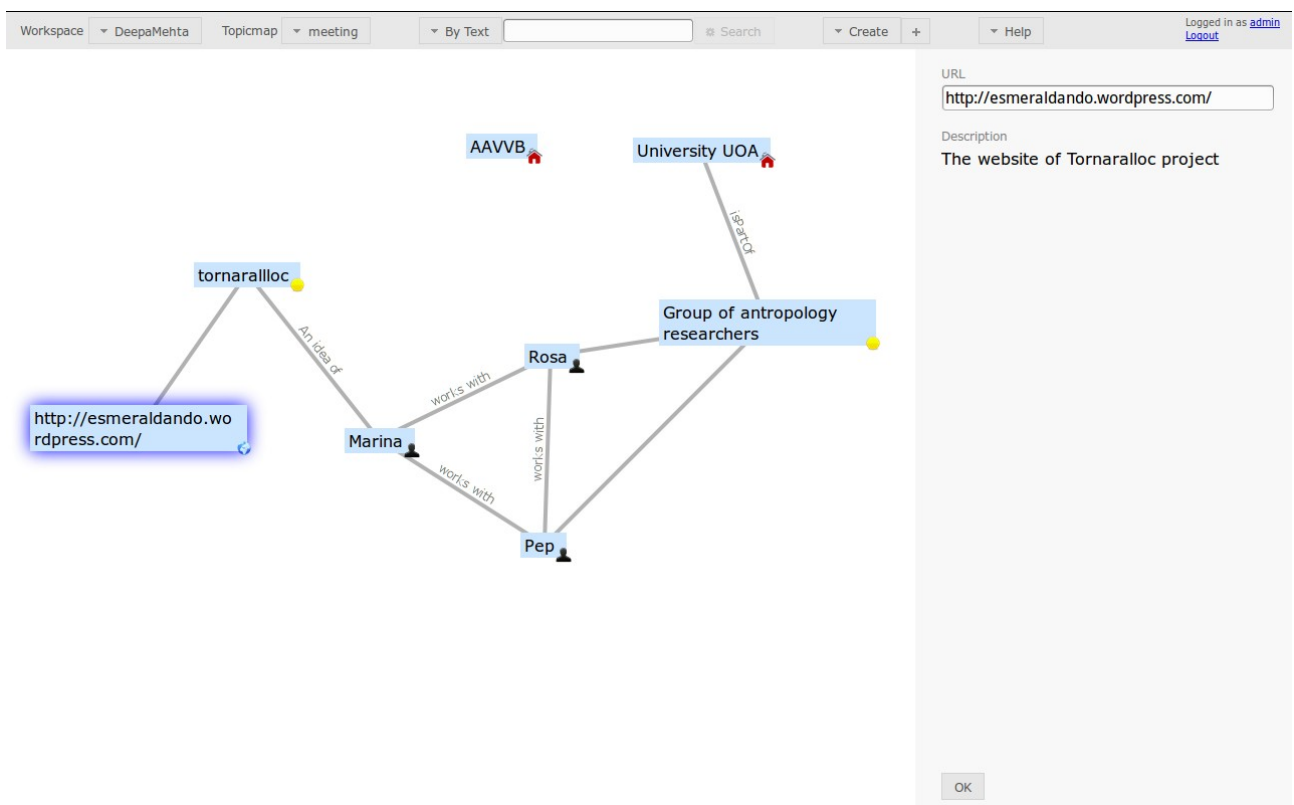 Workspace DeepaMehta Topicmap meeting By Text Search Create + Help
Logged in as admin
Logout
URL
http://esmeraldando.wordpress.com/
Description
The website of Tornaralloc project
AAVVB
University UOA
isPartOf
tornarallloc
An idea of
Group of antropology
researchers
Rosa
works with
http://esmeraldando.wo
rdpress.com/
Marina
works with
works with
Pep
OK